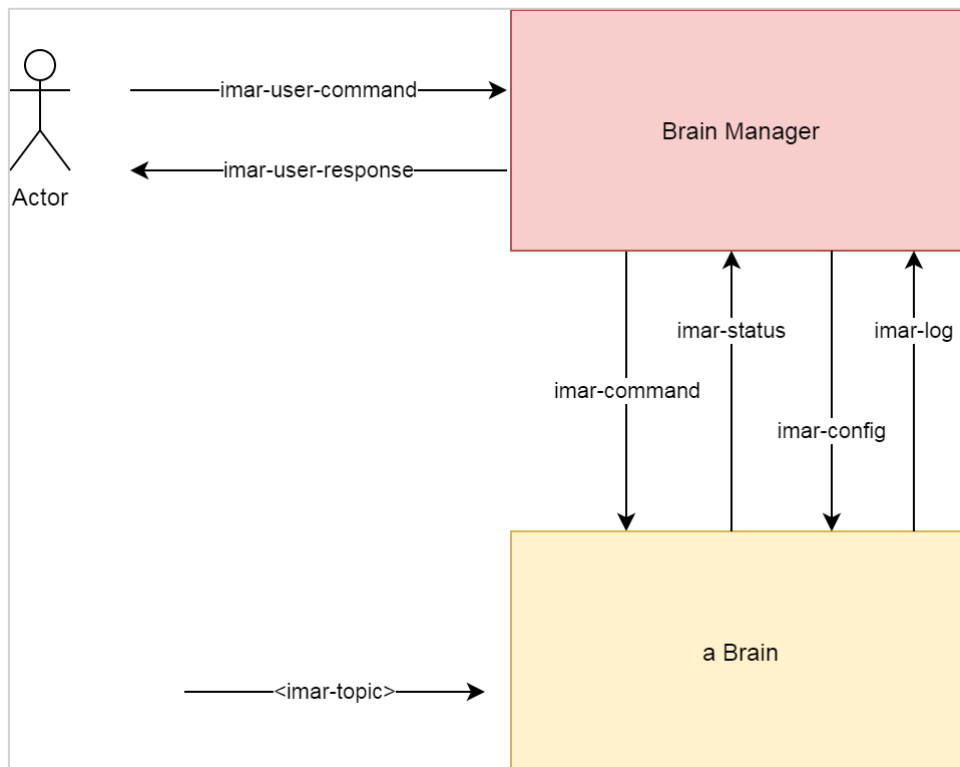 imar-user-command
Brain Manager
imar-user-response
Actor
imar-status
imar-log
imar-command
imar-config
a Brain
<imar-topic>